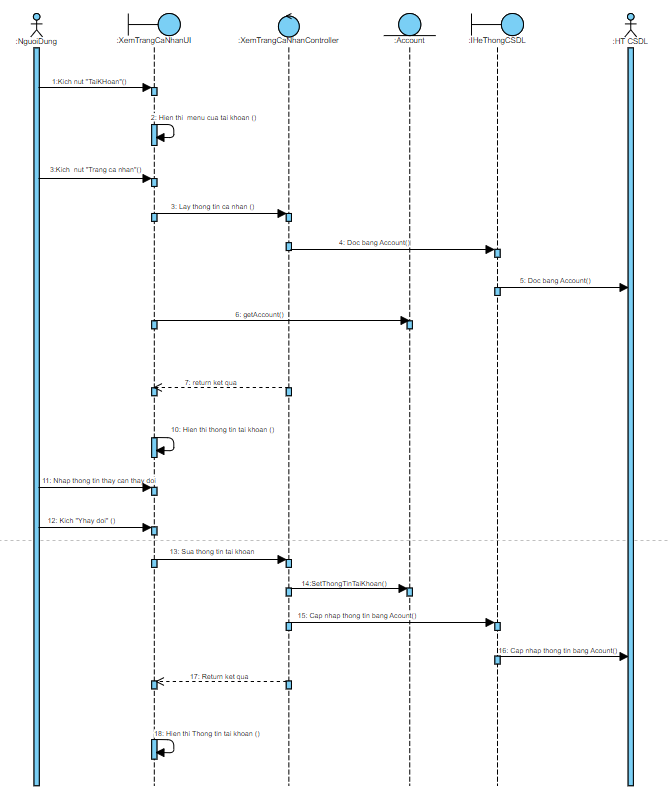 :NguoiDung
:XemTrangCaNhanUI
:XemTrangCaNhanController
:Account
:IHeThongCSDL
:HT CSDL
1:Kich nut "TaiKHoan"()
2: Hien thi menu cua tai khoan ()
3:Kich nut "Trang ca nhan"()
3: Lay thong tin ca nhan ()
4: Doc bang Account()
5: Doc bang Account()
6: getAccount()
7: return ket qua
10: Hien thi thong tin tai khoan ()
11: Nhap thong tin thay can thay doi
12: Kich "Yhay doi" ()
13: Sua thong tin tai khoan
14:SetThongTinTaiKhoan()
15: Cap nhap thong tin bang Acount()
16: Cap nhap thong tin bang Acount()
17: Return ket qua
18: Hien thi Thong tin tai khoan ()